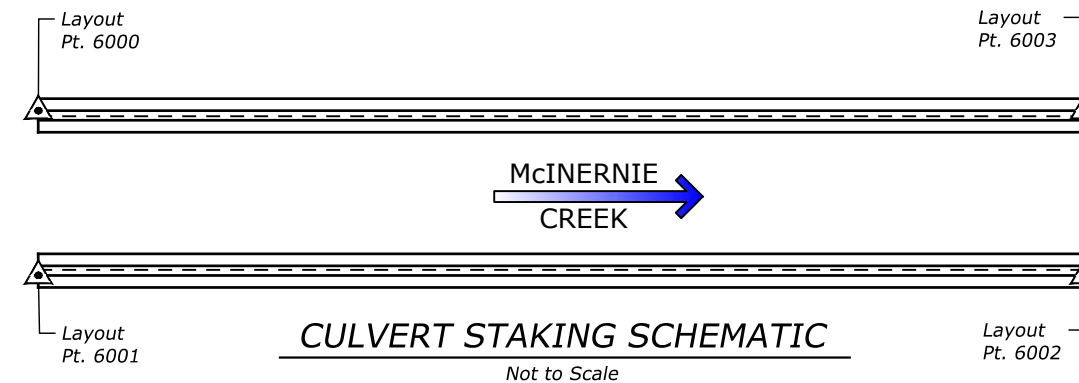 Layout
Pt. 6000
Layout
Pt. 6003
McINERNIE
CREEK
Layout
Pt. 6001
CULVERT STAKING SCHEMATIC
Not to Scale
Layout
Pt. 6002